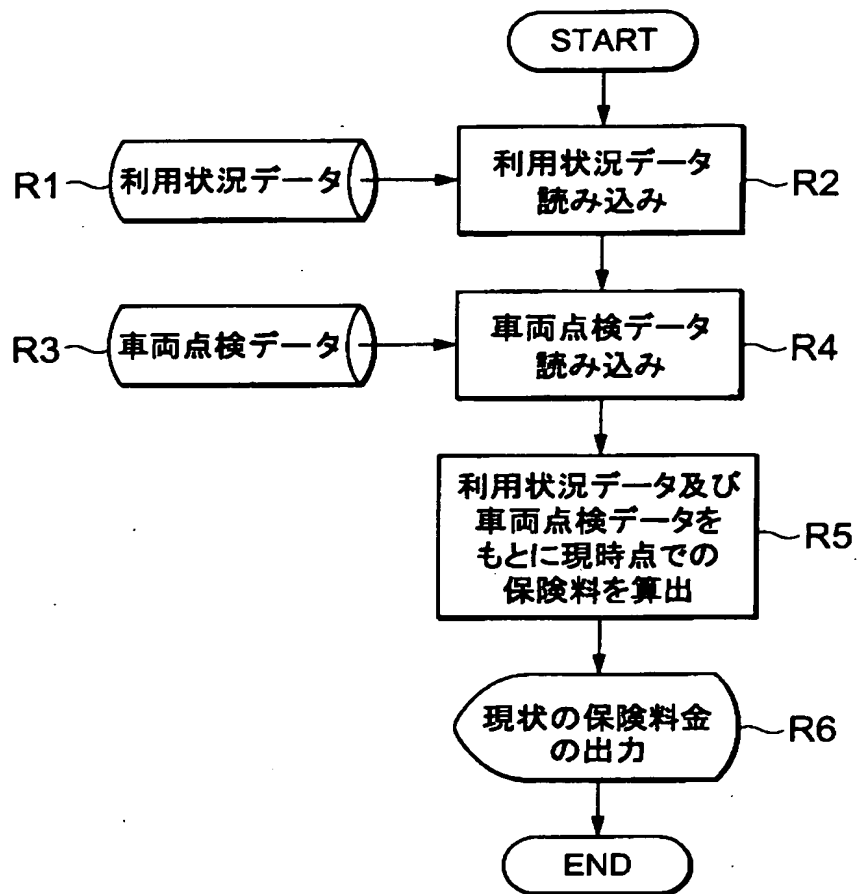 START
R1
利用状況データ
利用状況データ
読み込み
R2
R3
車両点検データ
車両点検データ
読み込み
R4
利用状況データ及び
車両点検データを
もとに現時点での
保険料を算出
R5
現状の保険料金
の出力
R6
END